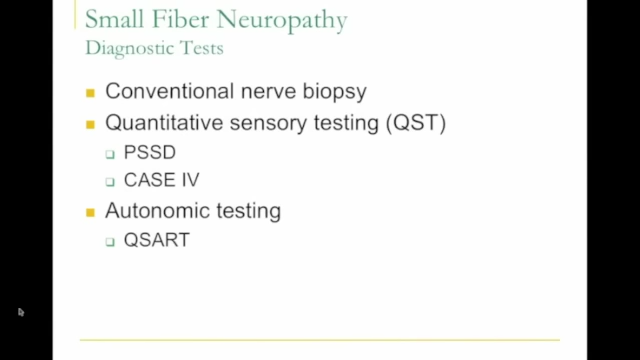 Small Fiber Neuropathy
Diagnostic Tests
Conventional nerve biopsy
Quantitative sensory testing (QST)
PSSD
CASE IV
Autonomic testing
QSART